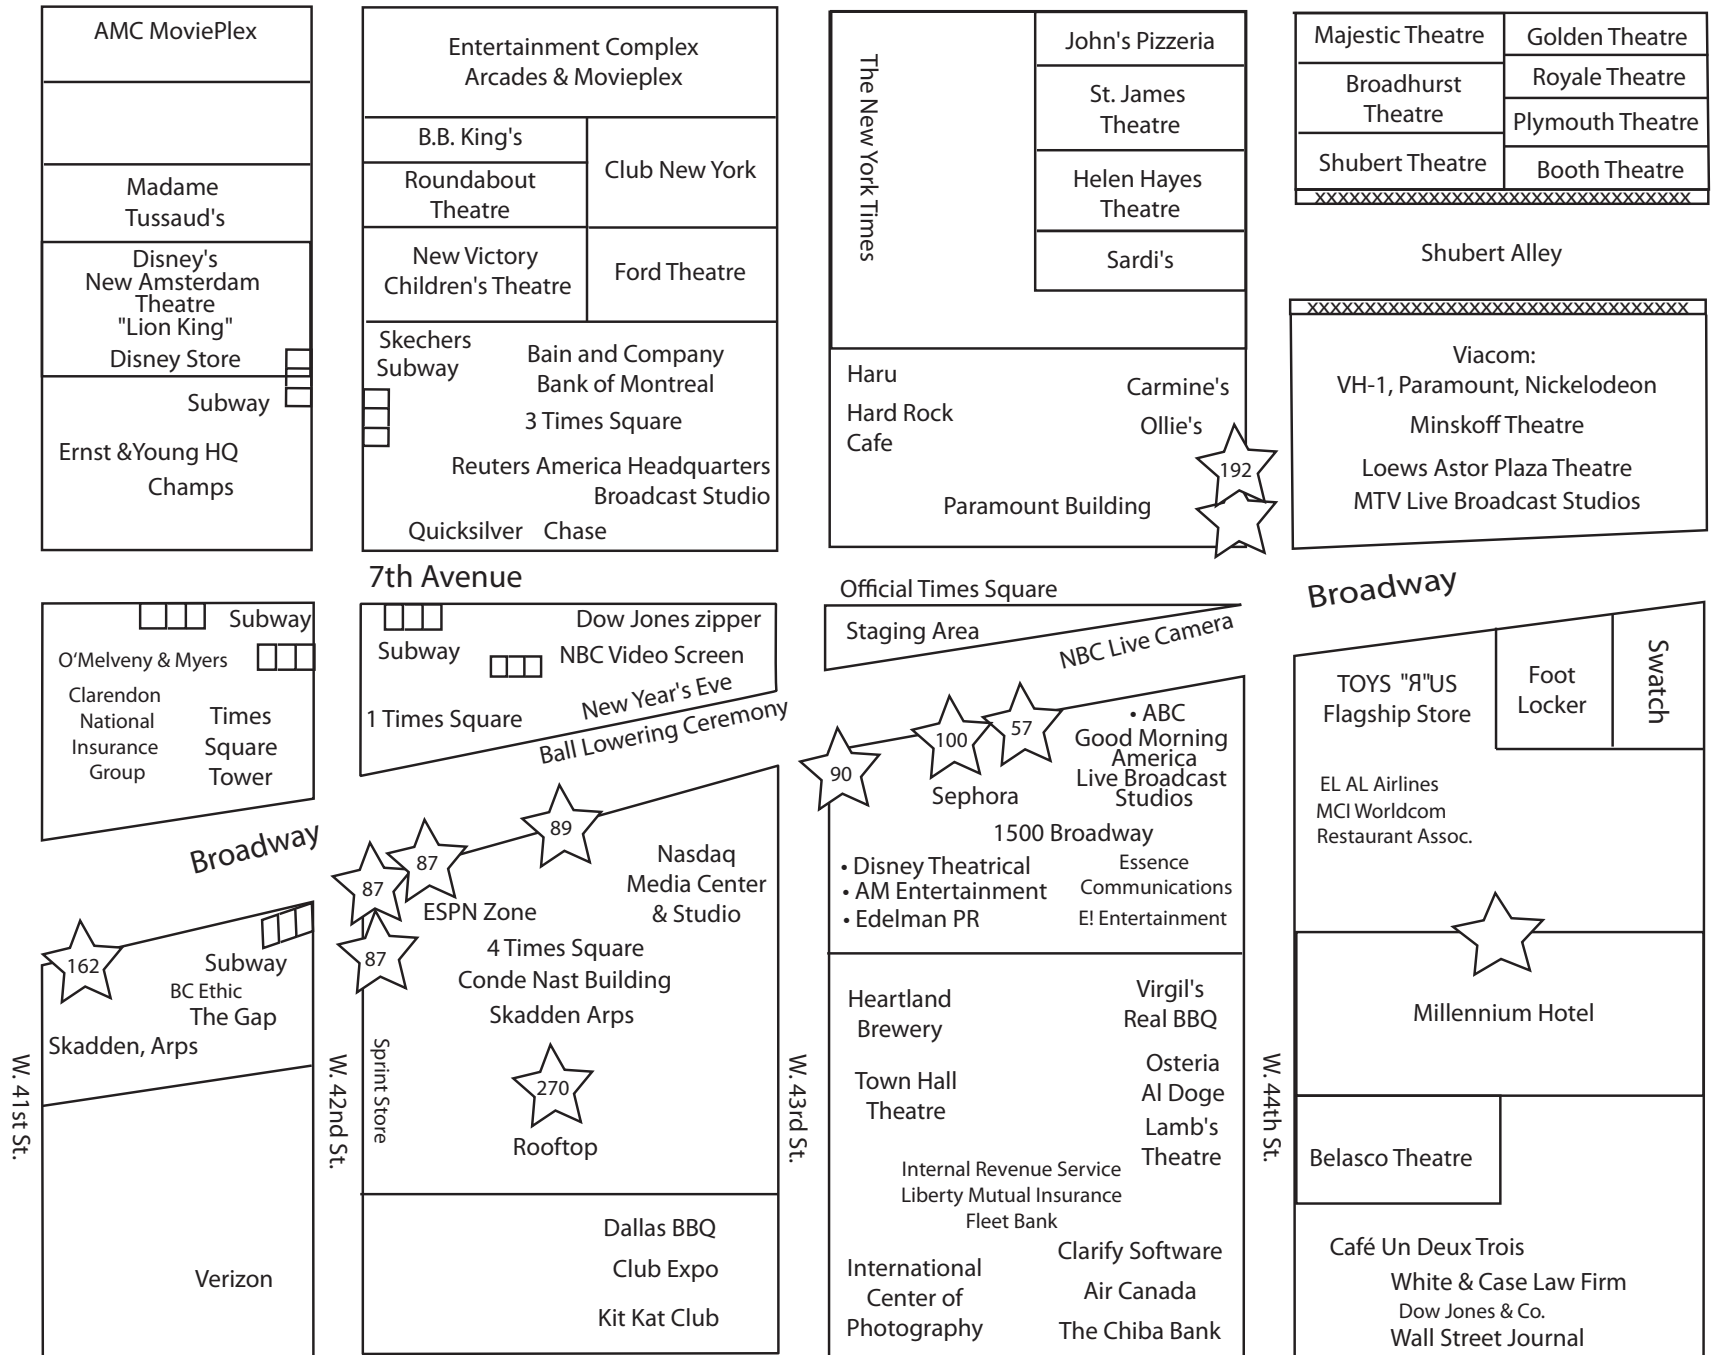 AMC MoviePlex
Madame
Tussaud's
Disney's
New Amsterdam
Theatre
"Lion King"
Disney Store
Subway
Ernst &Young HQ
Champs
Entertainment Complex
Arcades & Movieplex
B.B. King's
Roundabout
Theatre
Club New York
New Victory
Children's Theatre
Ford Theatre
Skechers
Subway
Bain and Company
Bank of Montreal
3 Times Square
Reuters America Headquarters
Broadcast Studio
Quicksilver Chase
The New York Times
John's Pizzeria
St. James
Theatre
Helen Hayes
Theatre
Sardi's
Haru
Hard Rock
Cafe
Carmine's
Ollie's
192
Paramount Building
Majestic Theatre
Broadhurst
Theatre
Shubert Theatre
Golden Theatre
Royale Theatre
Plymouth Theatre
Booth Theatre
XXXXXXXXXXXXXXXXXXXXXXXXXXXXXXXX
Shubert Alley
XXXXXXXXXXXXXXXXXXXXXXXXXXXXXXXX
Viacom:
VH-1, Paramount, Nickelodeon
Minskoff Theatre
Loews Astor Plaza Theatre
MTV Live Broadcast Studios
7th Avenue
Official Times Square
Broadway
Subway
O'Melveny & Myers
Clarendon
National
Insurance
Group
Times
Square
Tower
Subway
Dow Jones zipper
NBC Video Screen
1 Times Square
New Year's Eve
Ball Lowering Ceremony
Staging Area
NBC Live Camera
Broadway
162
Subway
BC Ethic
The Gap
Skadden, Arps
Verizon
87
87
87
89
ESPN Zone
Nasdaq
Media Center
& Studio
4 Times Square
Conde Nast Building
Skadden Arps
Sprint Store
270
Rooftop
Dallas BBQ
Club Expo
Kit Kat Club
90
100
57
Sephora
• ABC
Good Morning
America
Live Broadcast
Studios
1500 Broadway
• Disney Theatrical
• AM Entertainment
• Edelman PR
Essence
Communications
E! Entertainment
Heartland
Brewery
Town Hall
Theatre
Virgil's
Real BBQ
Osteria
Al Doge
Lamb's
Theatre
Internal Revenue Service
Liberty Mutual Insurance
Fleet Bank
Clarify Software
International
Center of
Photography
Air Canada
The Chiba Bank
TOYS "Я"US
Flagship Store
Foot
Locker
Swatch
EL AL Airlines
MCI Worldcom
Restaurant Assoc.
Millennium Hotel
Belasco Theatre
Café Un Deux Trois
White & Case Law Firm
Dow Jones & Co.
Wall Street Journal
W. 41st St.
W. 42nd St.
W. 43rd St.
W. 44th St.